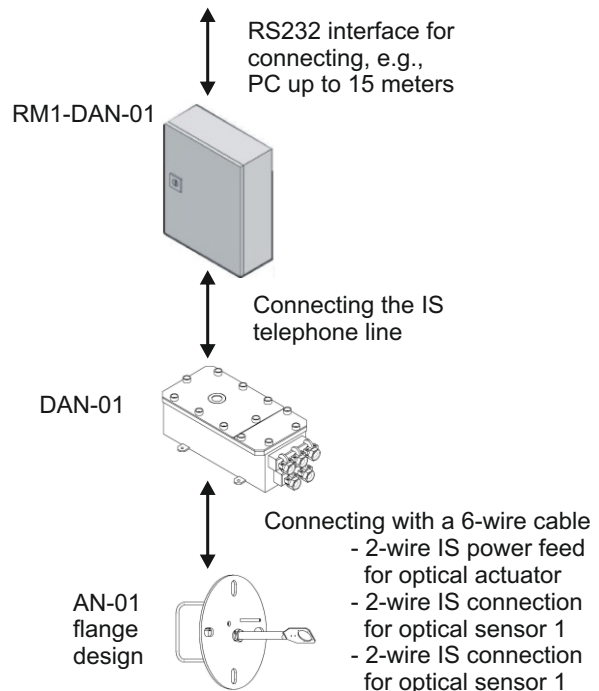 RS232 interface for
connecting, e.g.,
PC up to 15 meters
RM1-DAN-01
Connecting the IS
telephone line
DAN-01
Connecting with a 6-wire cable
- 2-wire IS power feed
for optical actuator
- 2-wire IS connection
for optical sensor 1
- 2-wire IS connection
for optical sensor 1
AN-01
flange
design